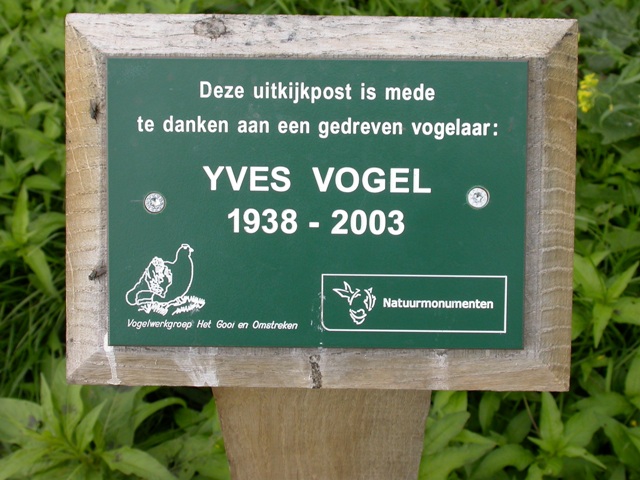 Deze uitkijkpost is mede
te danken aan een gedreven vogelaar:
YVES VOGEL
1938 - 2003
Vogelwerkgroep Het Gooi en Omstreken
Natuurmonumenten